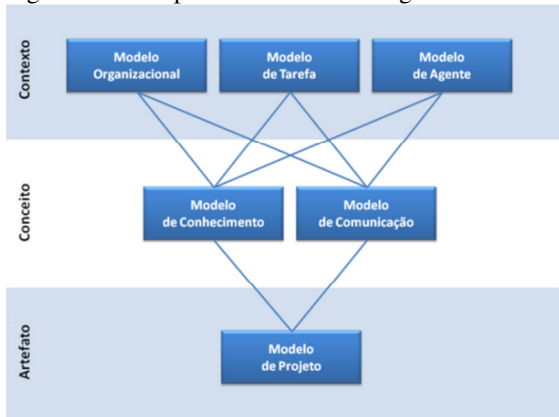 Contexto
Modelo
Organizacional
Modelo
de Tarefa
Modelo
de Agente
Conceito
Modelo
de Conhecimento
Modelo
de Comunicação
Artefato
Modelo
de Projeto